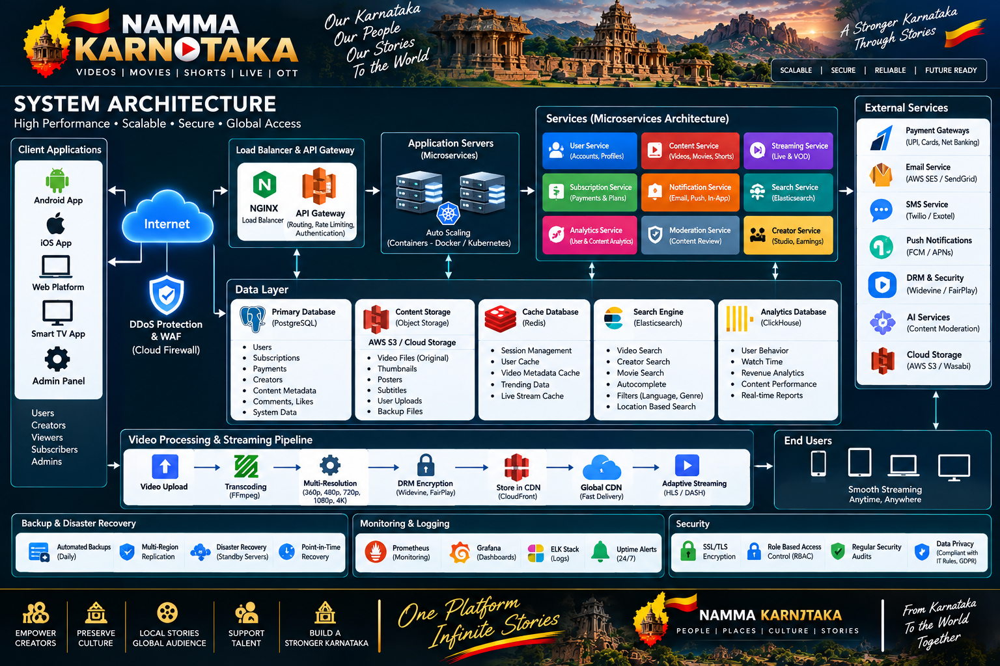 NAMMA
KARNOTAKA
VIDEOS | MOVIES | SHORTS | LIVE | OTT
Our Karnataka
Our People
Our Stories
To the World
A Stronger Karnataka
Through Stories
SCALABLE | SECURE | RELIABLE | FUTURE READY
SYSTEM ARCHITECTURE
High Performance • Scalable • Secure • Global Access
Client Applications
Android App
iOS App
Web Platform
Smart TV App
Admin Panel
Users
Creators
Viewers
Subscribers
Admins
Internet
DDoS Protection
& WAF
(Cloud Firewall)
Load Balancer & API Gateway
NGINX
Load Balancer
API Gateway
(Routing, Rate Limiting,
Authentication)
Application Servers
(Microservices)
Auto Scaling
(Containers - Docker / Kubernetes)
Services (Microservices Architecture)
User Service
(Accounts, Profiles)
Content Service
(Videos, Movies, Shorts)
Streaming Service
(Live & VOD)
Subscription Service
(Payments & Plans)
Notification Service
(Email, Push, In-App)
Search Service
(Elasticsearch)
Analytics Service
(User & Content Analytics)
Moderation Service
(Content Review)
Creator Service
(Studio, Earnings)
External Services
Payment Gateways
(UPI, Cards, Net Banking)
Email Service
(AWS SES / SendGrid)
SMS Service
(Twilio / Exotel)
Push Notifications
(FCM / APNs)
DRM & Security
(Widevine / FairPlay)
AI Services
(Content Moderation)
Cloud Storage
(AWS S3 / Wasabi)
Data Layer
Primary Database
(PostgreSQL)
• Users
• Subscriptions
• Payments
• Creators
• Content Metadata
• Comments, Likes
• System Data
Content Storage
(Object Storage)
AWS S3 / Cloud Storage
• Video Files (Original)
• Thumbnails
• Posters
• Subtitles
• User Uploads
• Backup Files
Cache Database
(Redis)
• Session Management
• User Cache
• Video Metadata Cache
• Trending Data
• Live Stream Cache
Search Engine
(Elasticsearch)
• Video Search
• Creator Search
• Movie Search
• Autocomplete
• Filters (Language, Genre)
• Location Based Search
Analytics Database
(ClickHouse)
• User Behavior
• Watch Time
• Revenue Analytics
• Content Performance
• Real-time Reports
Video Processing & Streaming Pipeline
Video Upload
Transcoding
(FFmpeg)
Multi-Resolution
(360p, 480p, 720p,
1080p, 4K)
DRM Encryption
(Widevine, FairPlay)
Store in CDN
(CloudFront)
Global CDN
(Fast Delivery)
Adaptive Streaming
(HLS / DASH)
End Users
Smooth Streaming
Anytime, Anywhere
Backup & Disaster Recovery
Automated Backups
(Daily)
Multi-Region
Replication
Disaster Recovery
(Standby Servers)
Point-in-Time
Recovery
Monitoring & Logging
Prometheus
(Monitoring)
Grafana
(Dashboards)
ELK Stack
(Logs)
Uptime Alerts
(24/7)
Security
SSL/TLS
Encryption
Role Based Access
Control (RBAC)
Regular Security
Audits
Data Privacy
(Compliant with
IT Rules, GDPR)
EMPOWER
CREATORS
PRESERVE
CULTURE
LOCAL STORIES
GLOBAL AUDIENCE
SUPPORT
TALENT
BUILD A
STRONGER KARNATAKA
One Platform
Infinite Stories
NAMMA KARNJTAKA
PEOPLE | PLACES | CULTURE | STORIES
From Karnataka
To the World
Together